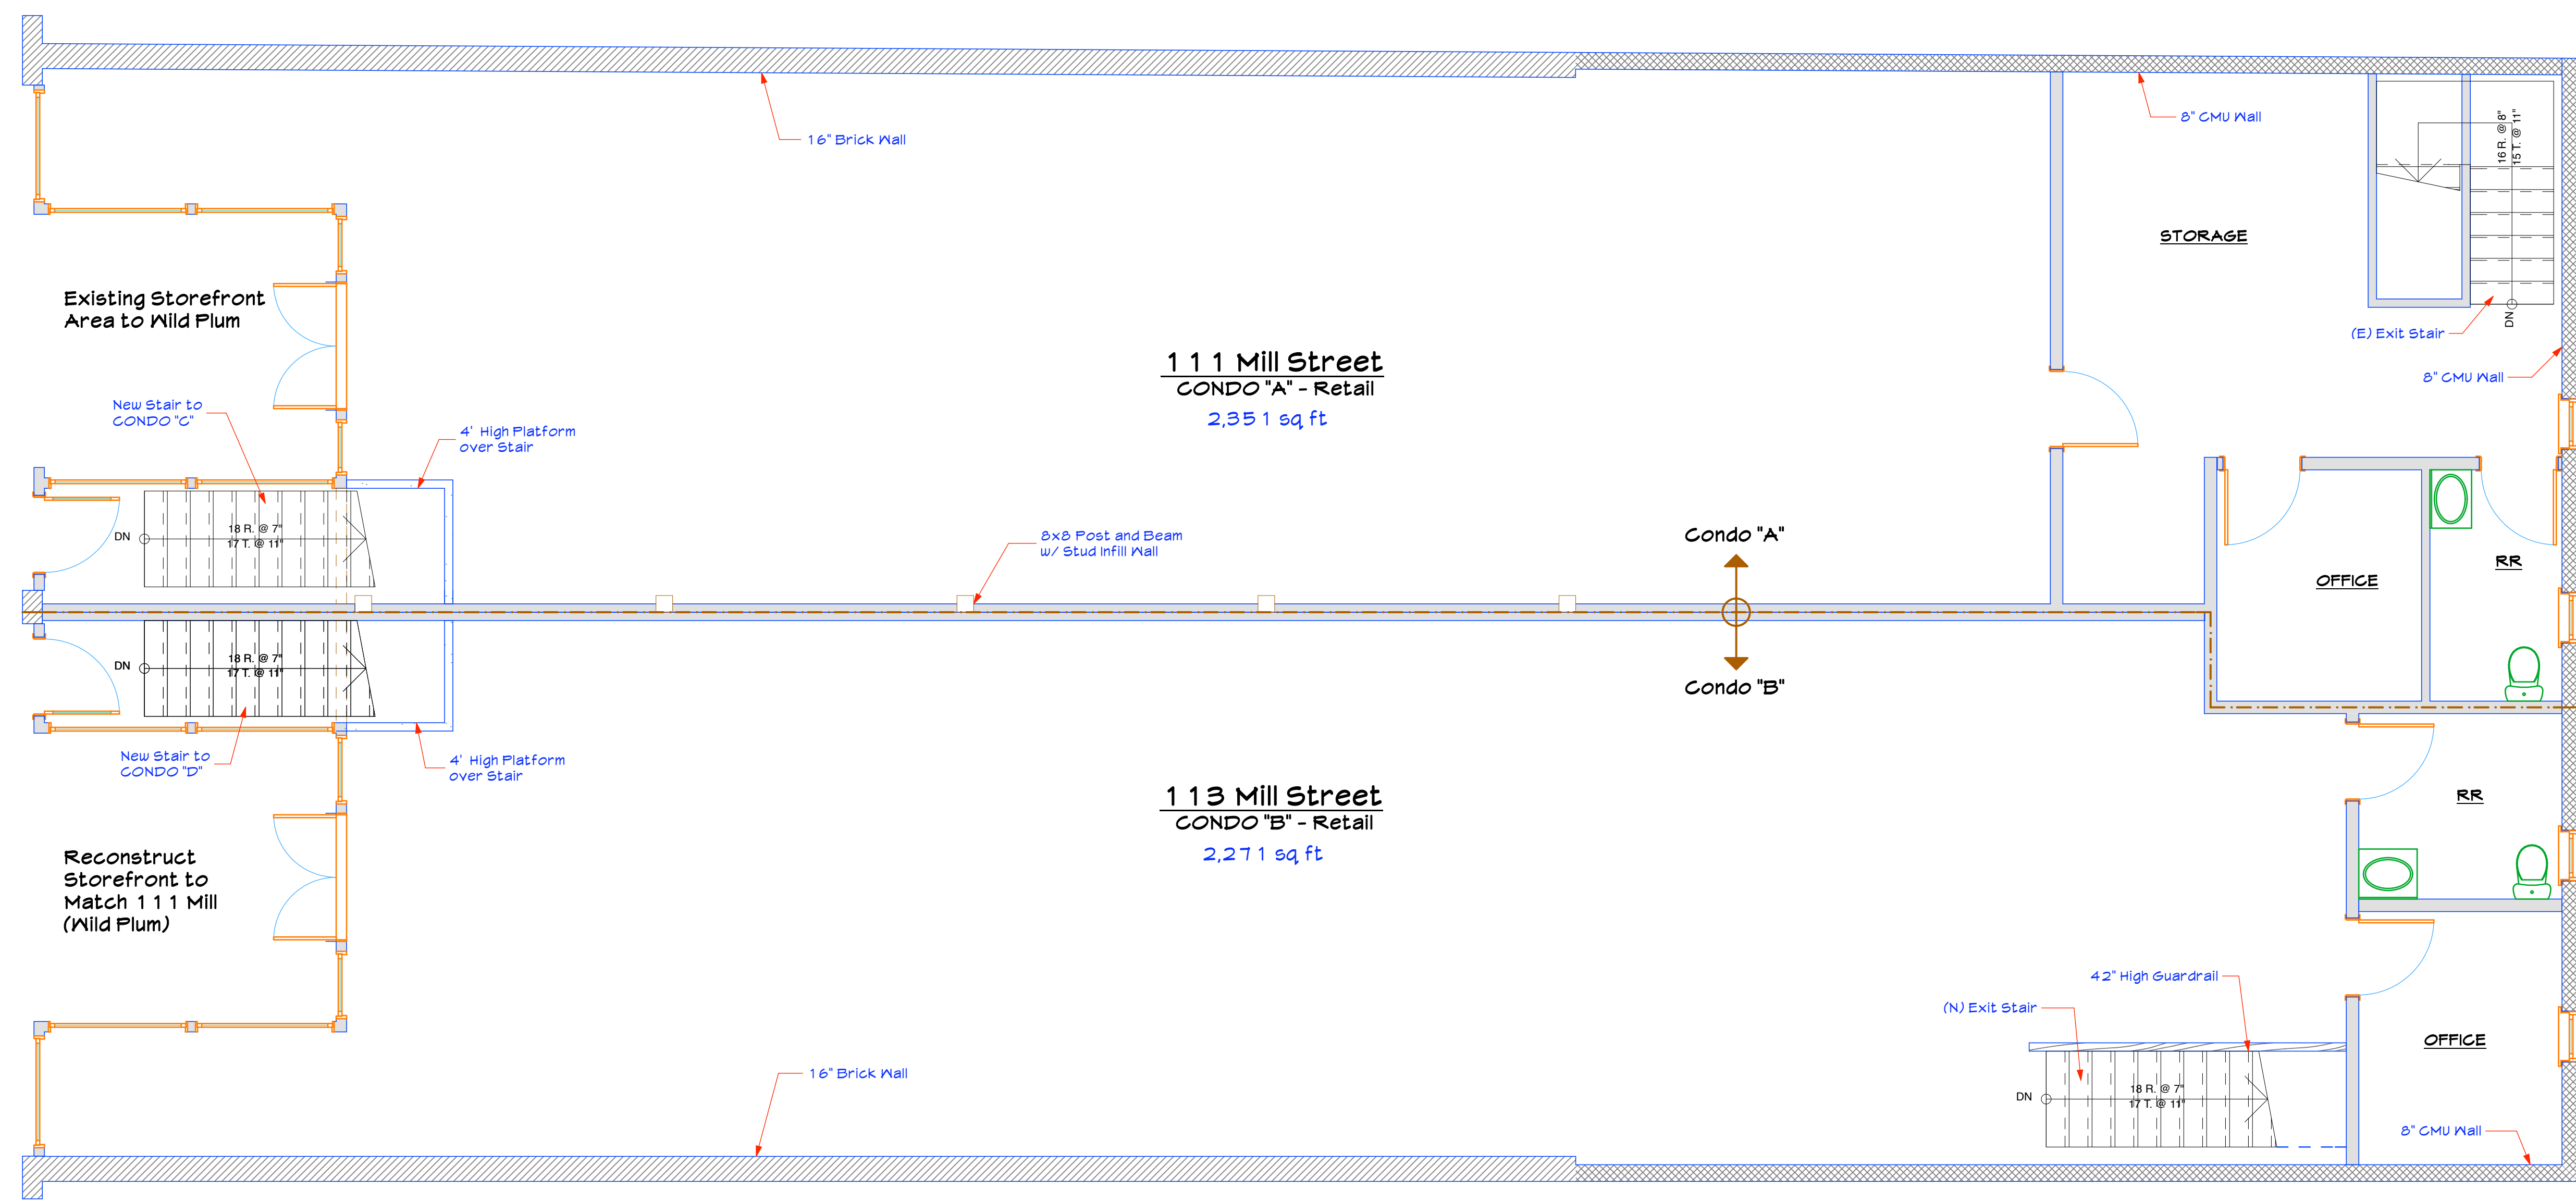 16" Brick Wall
8" CMU Wall
16 R. @ 8"
15 T. @ 11"
DN
STORAGE
(E) Exit Stair
8" CMU Wall
Existing Storefront
Area to Wild Plum
111 Mill Street
CONDO "A" - Retail
2,351 sq ft
New Stair to
CONDO "C"
4' High Platform
over Stair
DN
18 R. @ 7"
17 T. @ 11"
8x8 Post and Beam
w/ Stud Infill Wall
Condo "A"
OFFICE
RR
DN
18 R. @ 7"
17 T. @ 11"
Condo "B"
New Stair to
CONDO "D"
4' High Platform
over Stair
113 Mill Street
CONDO "B" - Retail
2,271 sq ft
RR
Reconstruct
Storefront to
Match 111 Mill
(Wild Plum)
42" High Guardrail
(N) Exit Stair
OFFICE
16" Brick Wall
DN
18 R. @ 7"
17 T. @ 11"
8" CMU Wall